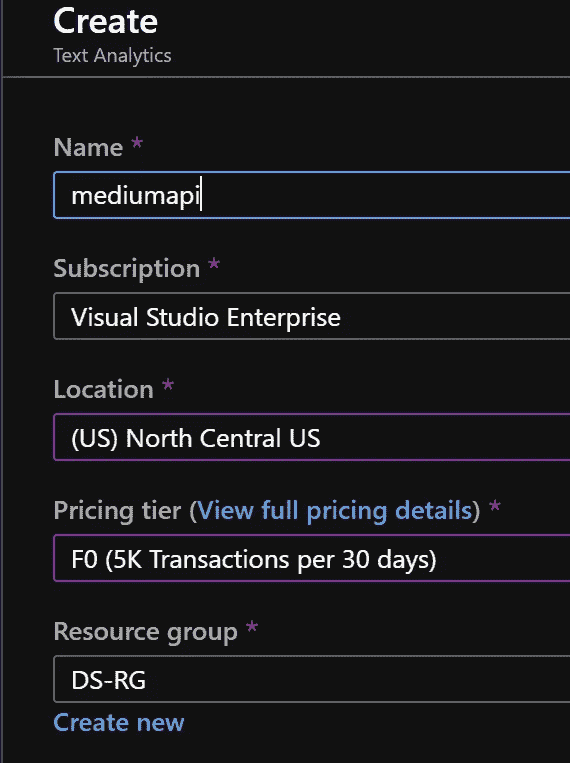 Create
Text Analytics
Name *
mediumapi
Subscription *
Visual Studio Enterprise
Location *
(US) North Central US
Pricing tier (View full pricing details) *
F0 (5K Transactions per 30 days)
Resource group *
DS-RG
Create new